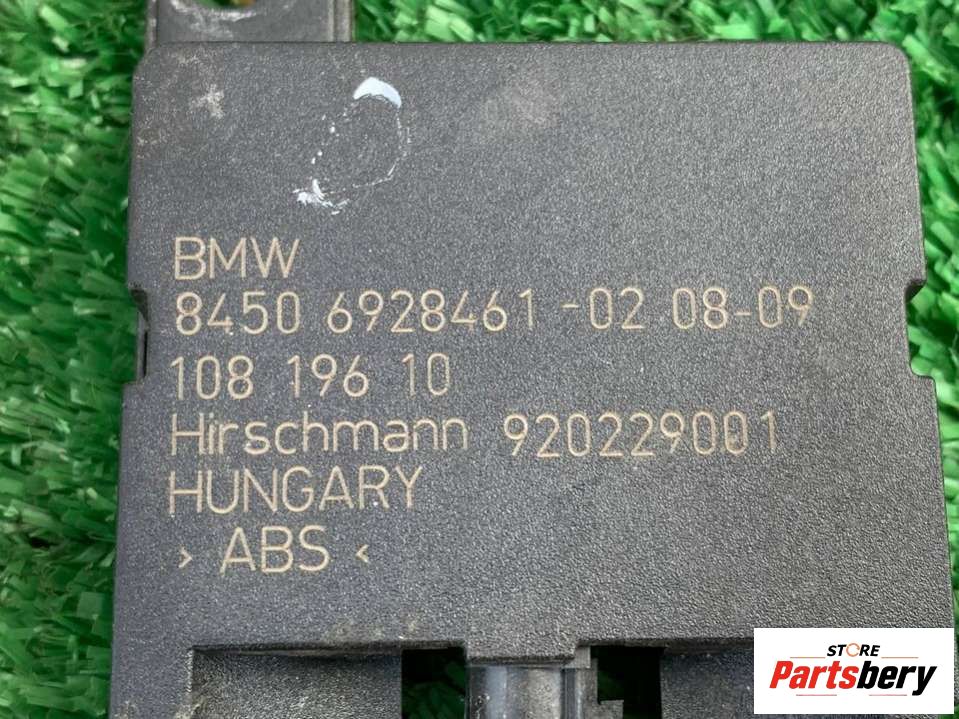 BMW
8450 6928461 -02 08-09
108 196 10
Hirschmann 920229001
HUNGARY
> ABS <
STORE
Partsbery